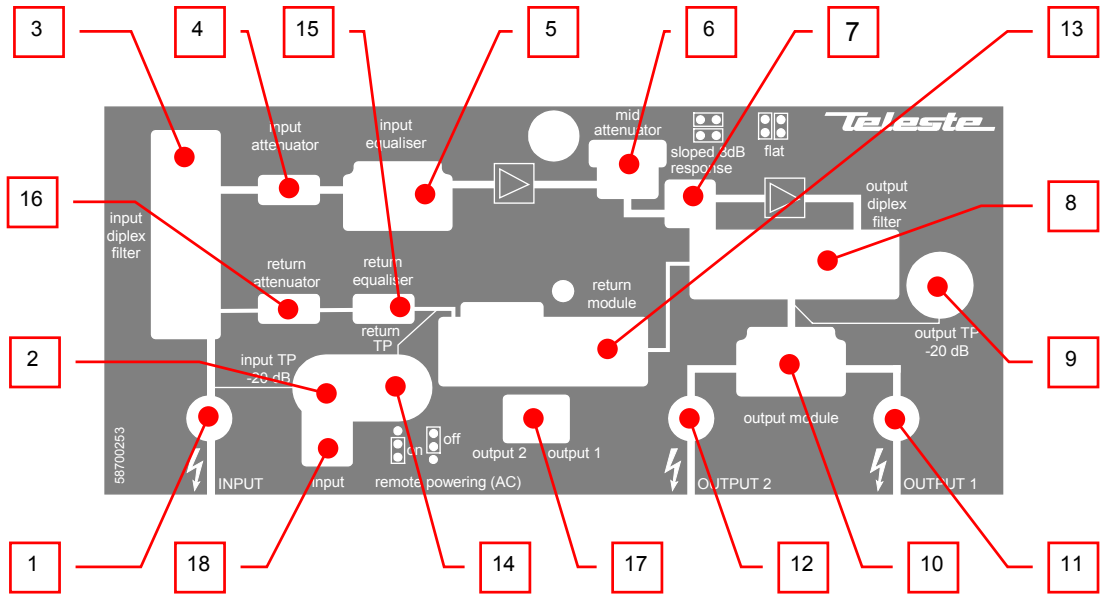 3
4
15
5
6
7
13
Teleste
input
attenuator
input
equaliser
mid
attenuator
sloped 3dB
response
flat
16
8
input
diplex
filter
output
diplex
filter
return
attenuator
return
equaliser
return
module
return
TP
output TP
-20 dB
2
9
input TP
-20 dB
output module
58700253
on
off
output 2
output 1
INPUT
input
remote powering (AC)
OUTPUT 2
OUTPUT 1
1
18
14
17
12
10
11